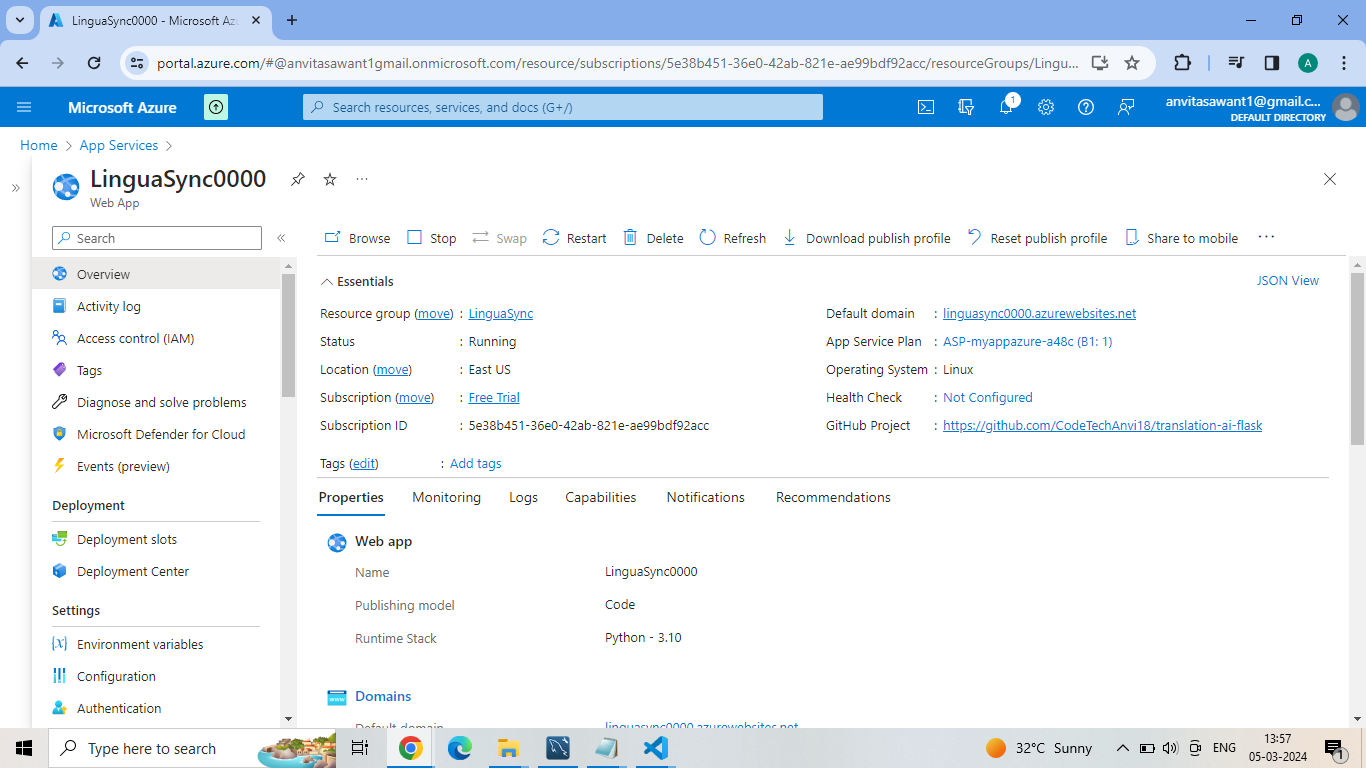 LinguaSync0000 - Microsoft Az
portal.azure.com/#@anvitasawant1gmail.onmicrosoft.com/resource/subscriptions/5e38b451-36e0-42ab-821e-ae99bdf92acc/resourceGroups/Lingu...
A
Microsoft Azure
Search resources, services, and docs (G+/)
1
anvitasawant1@gmail.c...
DEFAULT DIRECTORY
Home > App Services >
LinguaSync0000
Web App
Search
Browse Stop Swap Restart Delete Refresh Download publish profile Reset publish profile Share to mobile
Overview
Activity log
Access control (IAM)
Tags
Diagnose and solve problems
Microsoft Defender for Cloud
Events (preview)
Deployment
Deployment slots
Deployment Center
Settings
Environment variables
Configuration
Authentication
Essentials
JSON View
Resource group (move) : LinguaSync
Status : Running
Location (move) : East US
Subscription (move) : Free Trial
Subscription ID : 5e38b451-36e0-42ab-821e-ae99bdf92acc
Default domain : linguasync0000.azurewebsites.net
App Service Plan : ASP-myappazure-a48c (B1: 1)
Operating System : Linux
Health Check : Not Configured
GitHub Project : https://github.com/CodeTechAnvi18/translation-ai-flask
Tags (edit) : Add tags
Properties Monitoring Logs Capabilities Notifications Recommendations
Web app
Name LinguaSync0000
Publishing model Code
Runtime Stack Python - 3.10
Domains
Default domain linguasync0000.azurewebsites.net
Type here to search
32°C Sunny
ENG
13:57
05-03-2024
1